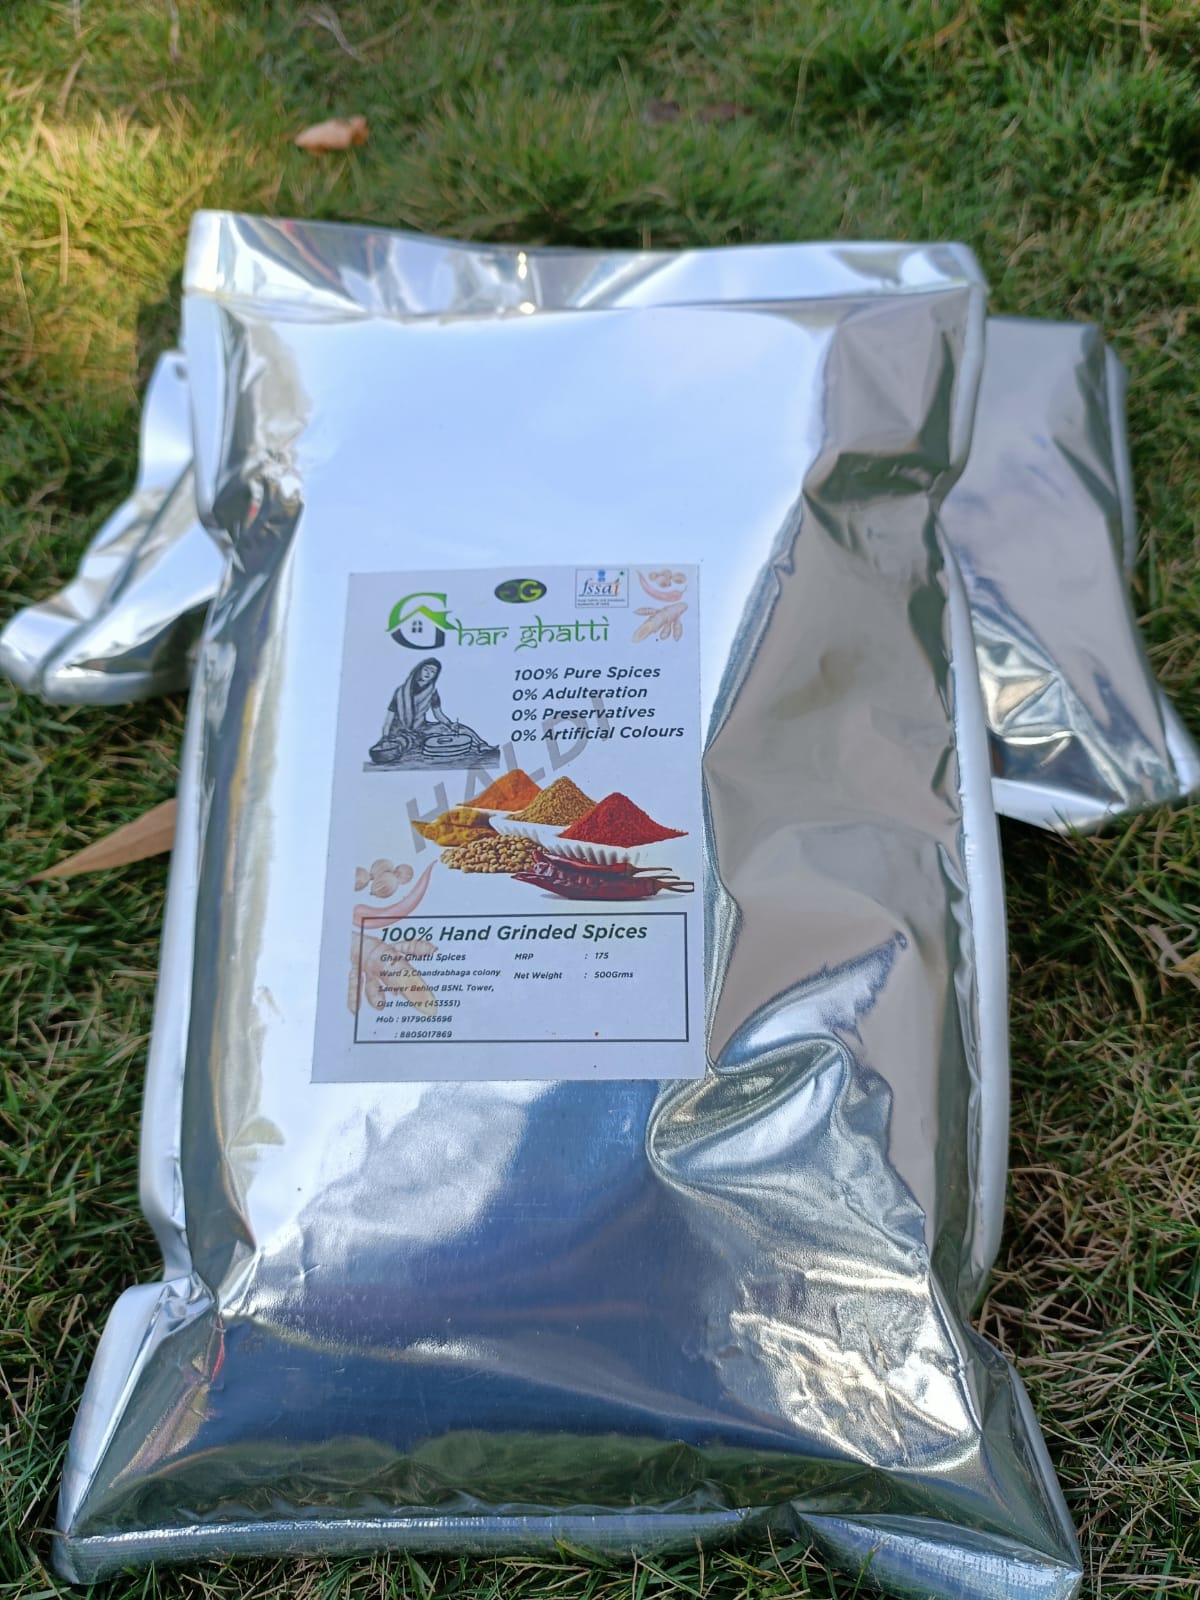 GG
fssai
Ghar ghatti
100% Pure Spices
0% Adulteration
0% Preservatives
0% Artificial Colours
HALDI
100% Hand Grinded Spices
Ghar Ghatti Spices MRP : 175
Ward 2,Chandrabhaga colony Net Weight : 500Grms
Sanwer Behind BSNL Tower,
Dist Indore (453551)
Mob : 9179065696
: 8805017869